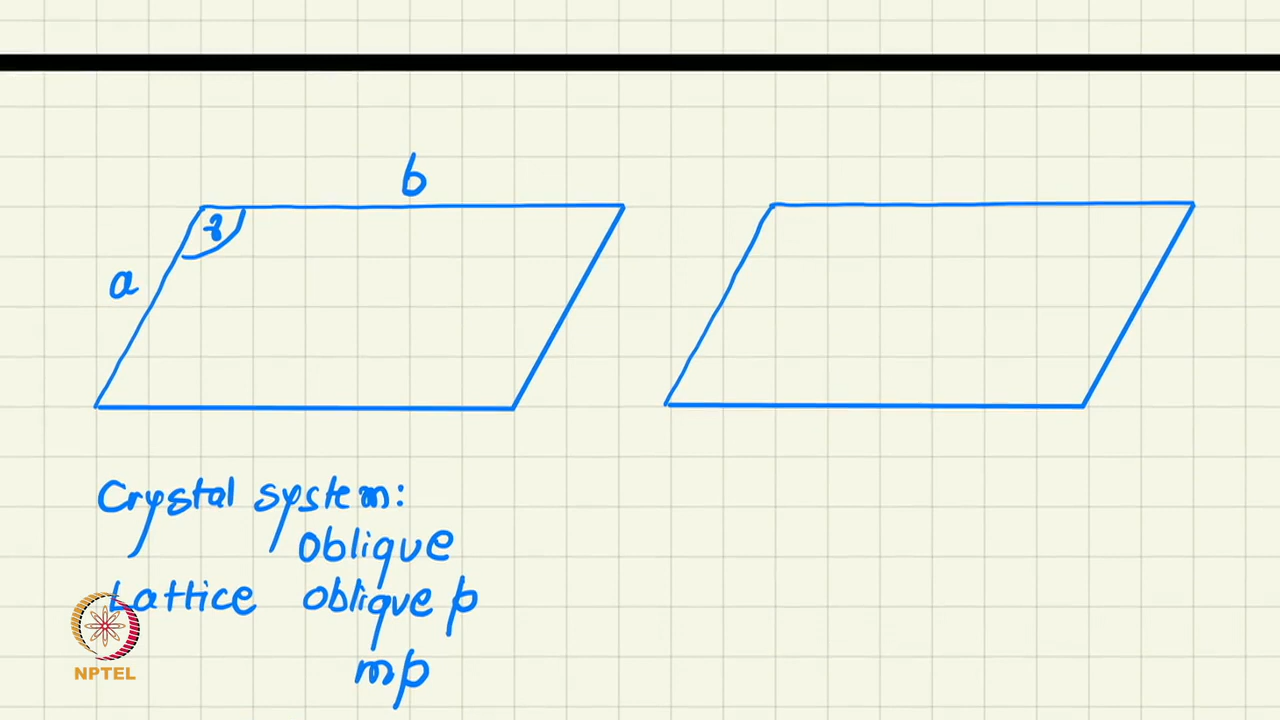 b
a
γ
Crystal system:
Oblique
Lattice oblique p
mp
NPTEL